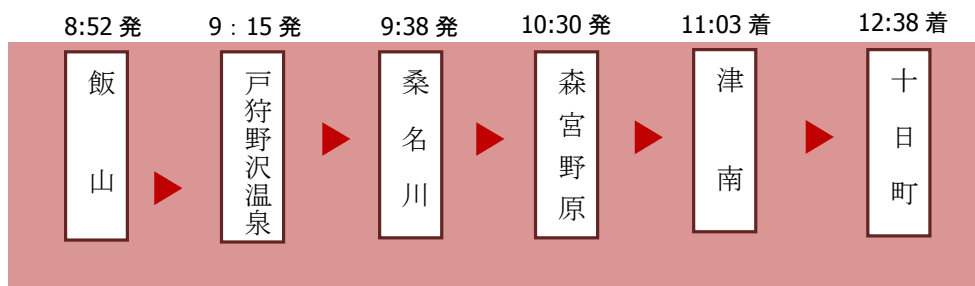 8:52 発 9：15 発 9:38 発 10:30 発 11:03 着 12:38 着
飯山
戸狩野沢温泉
桑名川
森宮野原
津南
十日町